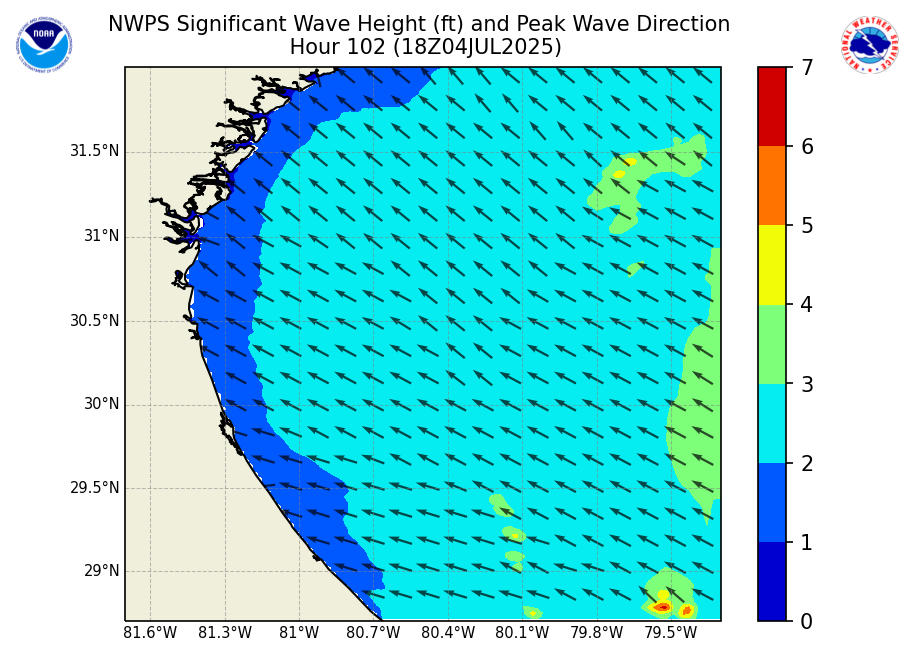 NWPS Significant Wave Height (ft) and Peak Wave Direction
Hour 102 (18Z04JUL2025)
NOAA
NATIONAL WEATHER SERVICE
31.5°N
31°N
30.5°N
30°N
29.5°N
29°N
81.6°W 81.3°W 81°W 80.7°W 80.4°W 80.1°W 79.8°W 79.5°W
7
6
5
4
3
2
1
0